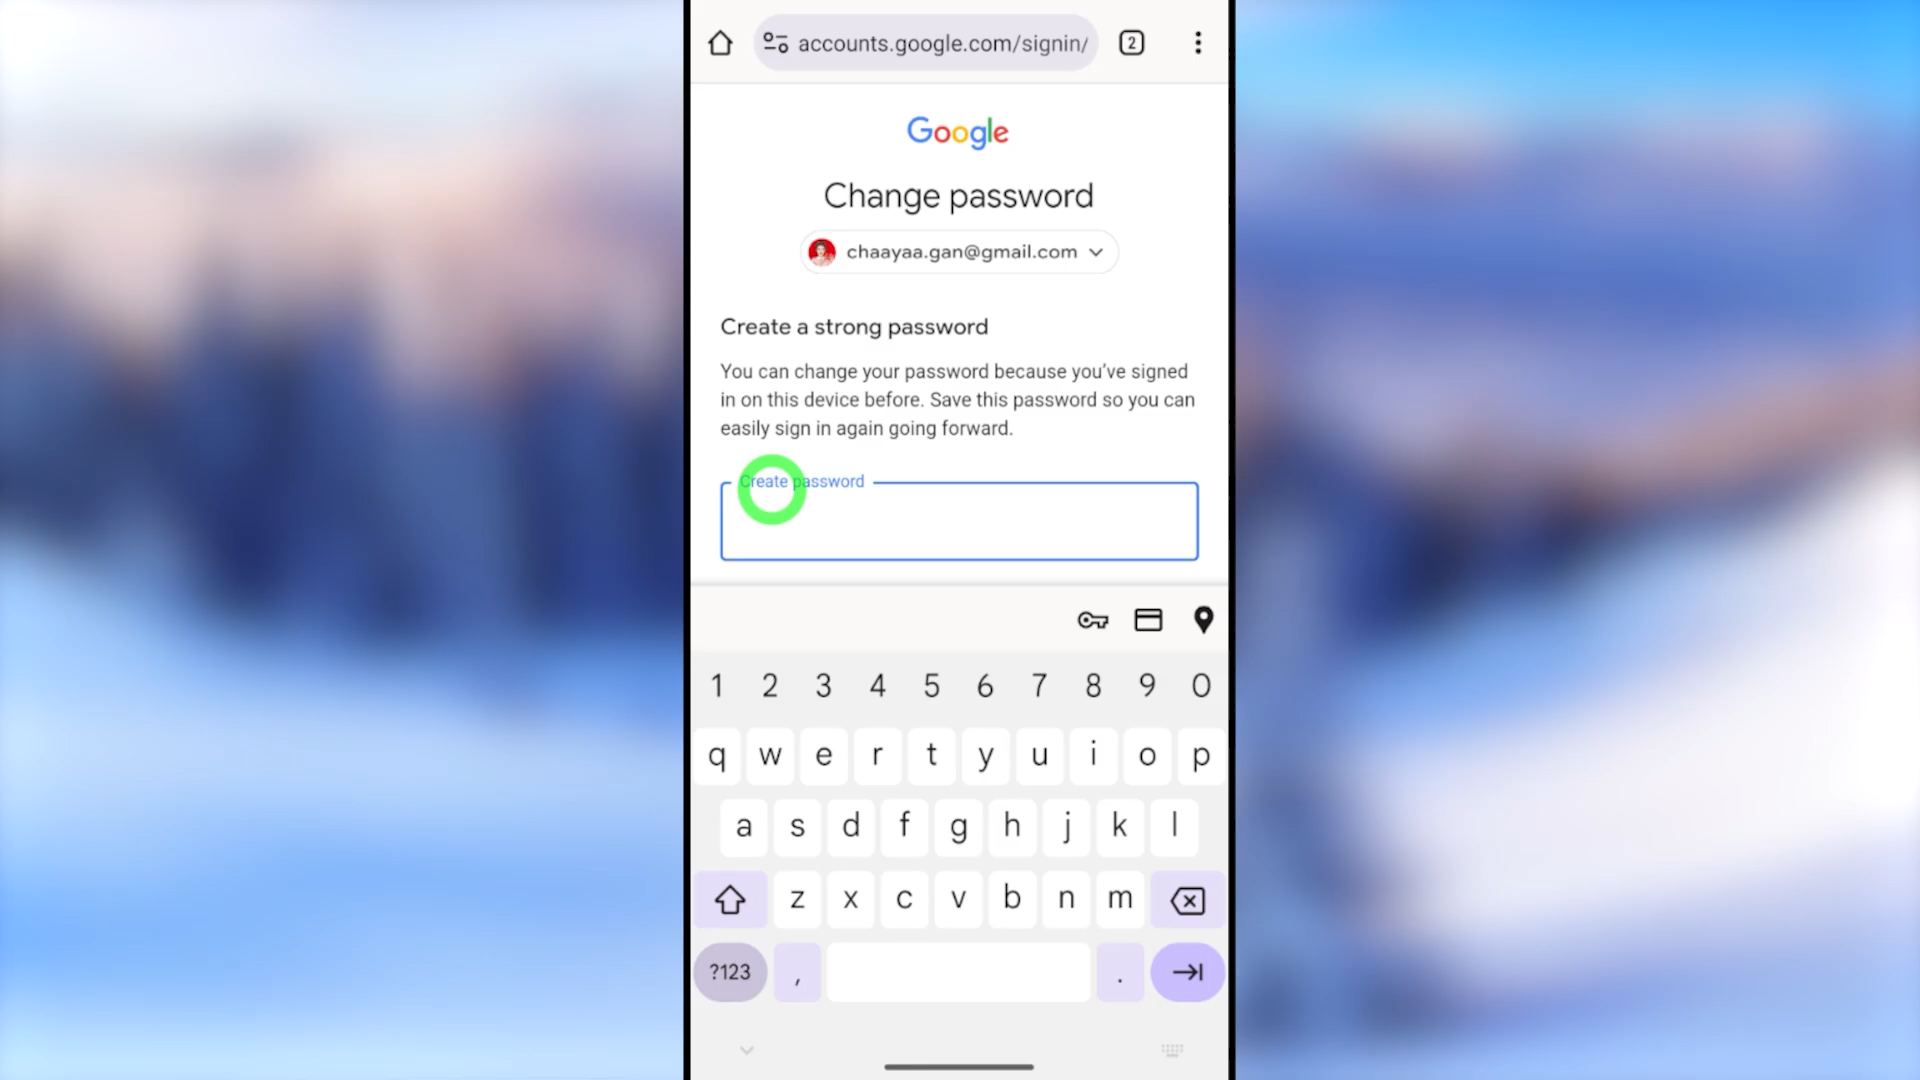 accounts.google.com/signin/
2
Google
Change password
chaayaa.gan@gmail.com
Create a strong password
You can change your password because you've signed
in on this device before. Save this password so you can
easily sign in again going forward.
Create password
1 2 3 4 5 6 7 8 9 0
q w e r t y u i o p
a s d f g h j k l
z x c v b n m
?123 , .